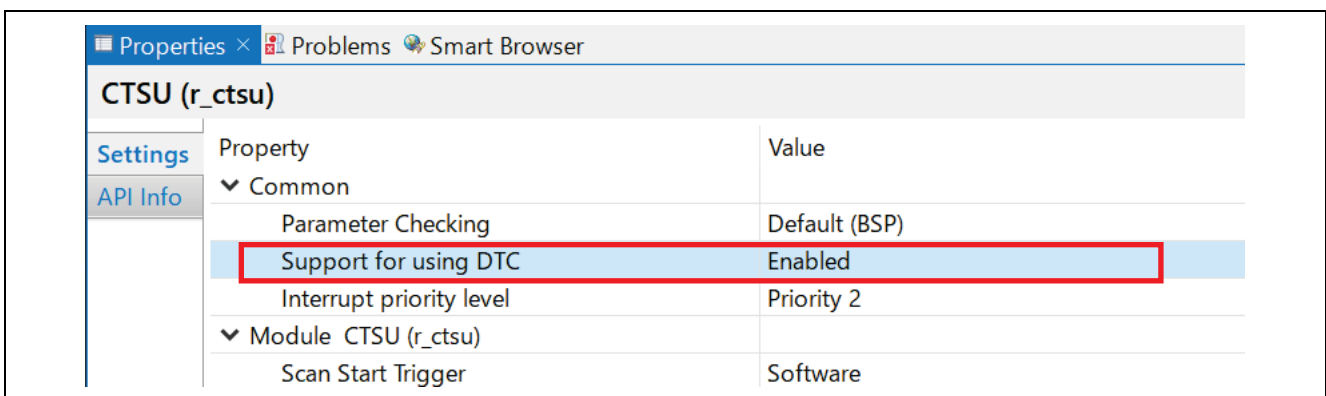 Properties × Problems Smart Browser
CTSU (r_ctsu)
Settings
API Info
Property Value
Common
Parameter Checking Default (BSP)
Support for using DTC Enabled
Interrupt priority level Priority 2
Module CTSU (r_ctsu)
Scan Start Trigger Software